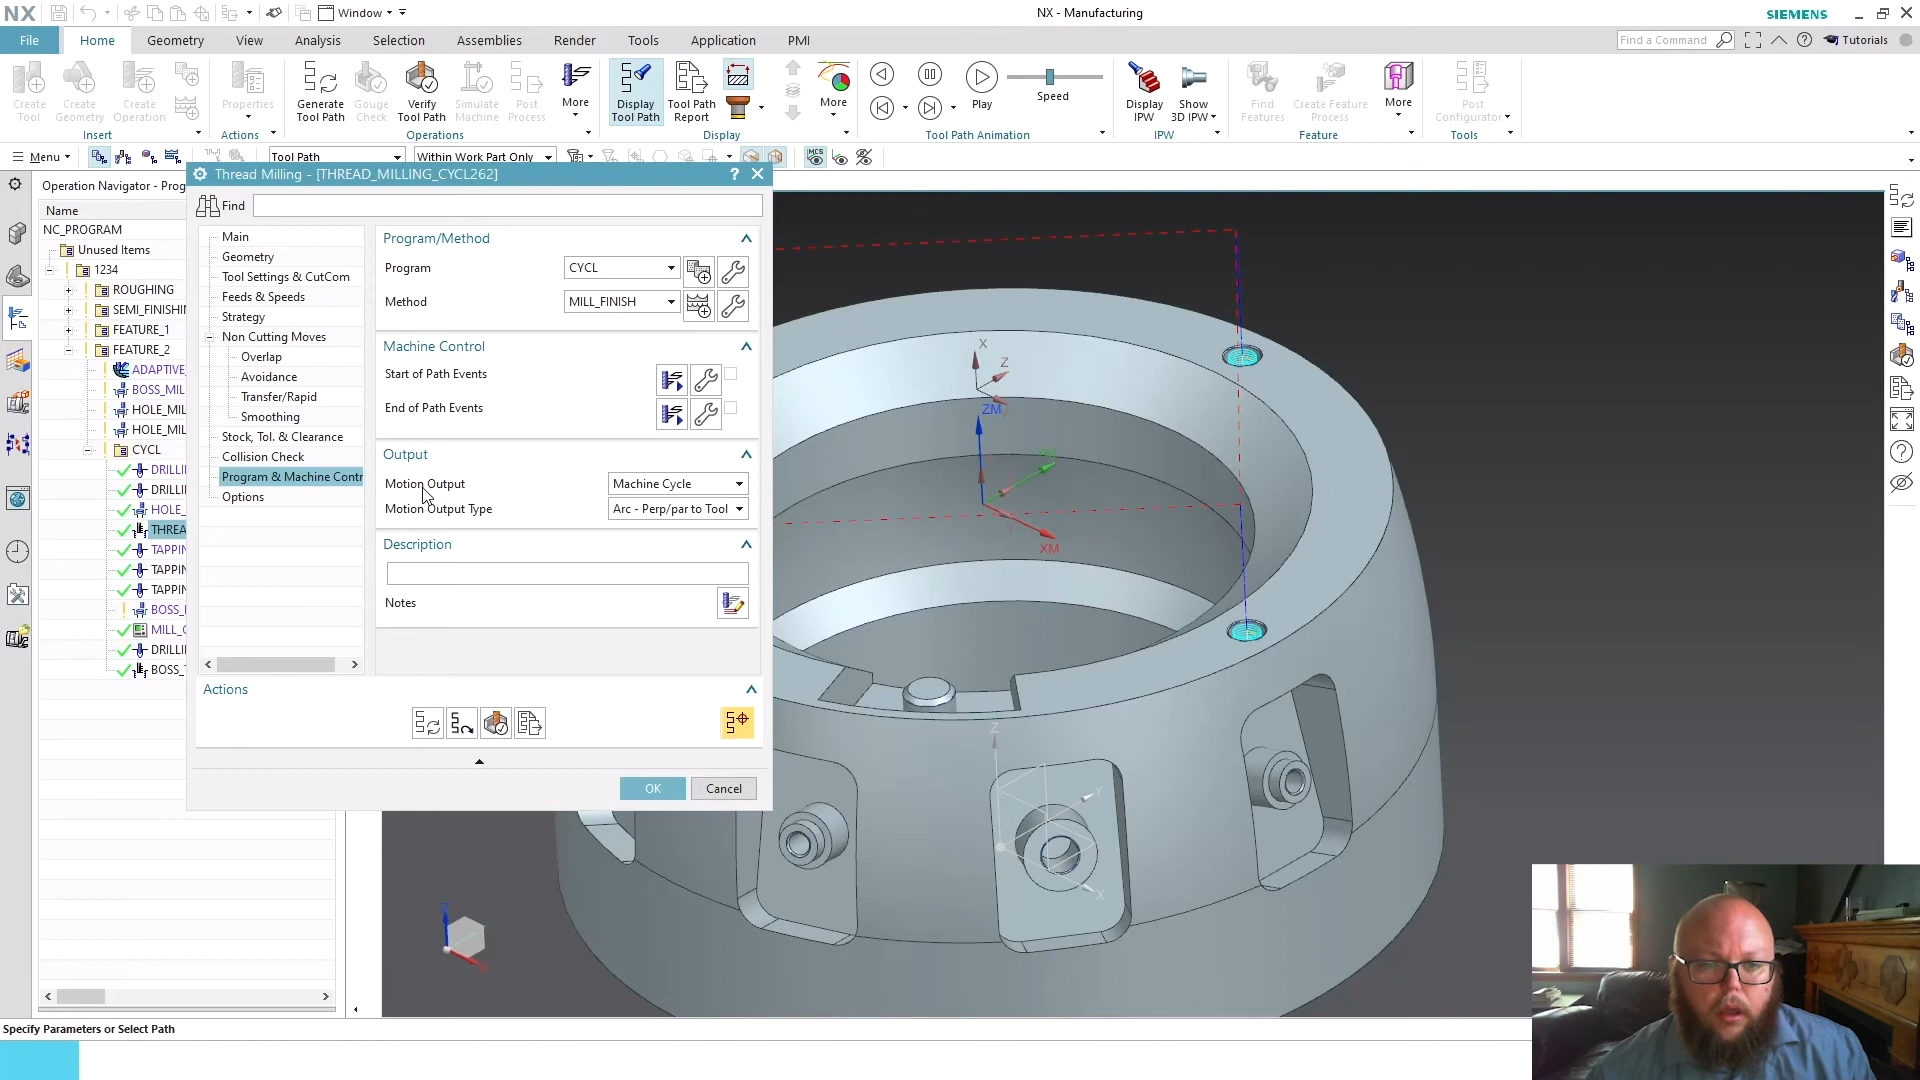 NX
Window
NX - Manufacturing
SIEMENS
File
Home
Geometry
View
Analysis
Selection
Assemblies
Render
Tools
Application
PMI
Find a Command
Tutorials
Create Tool
Create Geometry
Create Operation
Properties
Generate Tool Path
Gouge Check
Verify Tool Path
Simulate Machine
Post Process
More
Display Tool Path
Tool Path Report
More
Play
Speed
Display IPW
Show 3D IPW
Find Features
Create Feature Process
More
Post Configurator
Insert
Actions
Operations
Display
Tool Path Animation
IPW
Feature
Tools
Menu
Tool Path
Within Work Part Only
MCS
Operation Navigator - Prog
Name
NC_PROGRAM
Unused Items
1234
ROUGHING
SEMI_FINISHIN
FEATURE_1
FEATURE_2
ADAPTIVE_
BOSS_MIL
HOLE_MIL
HOLE_MIL
CYCL
DRILLI
DRILLI
HOLE_
THREA
TAPPIN
TAPPIN
TAPPIN
BOSS_
MILL_C
DRILLI
BOSS_T
Thread Milling - [THREAD_MILLING_CYCL262]
Find
Main
Geometry
Tool Settings & CutCom
Feeds & Speeds
Strategy
Non Cutting Moves
Overlap
Avoidance
Transfer/Rapid
Smoothing
Stock, Tol. & Clearance
Collision Check
Program & Machine Contr
Options
Program/Method
Program
CYCL
Method
MILL_FINISH
Machine Control
Start of Path Events
End of Path Events
Output
Motion Output
Machine Cycle
Motion Output Type
Arc - Perp/par to Tool
Description
Notes
Actions
OK
Cancel
X
Z
ZM
XM
Z
Y
X
Specify Parameters or Select Path